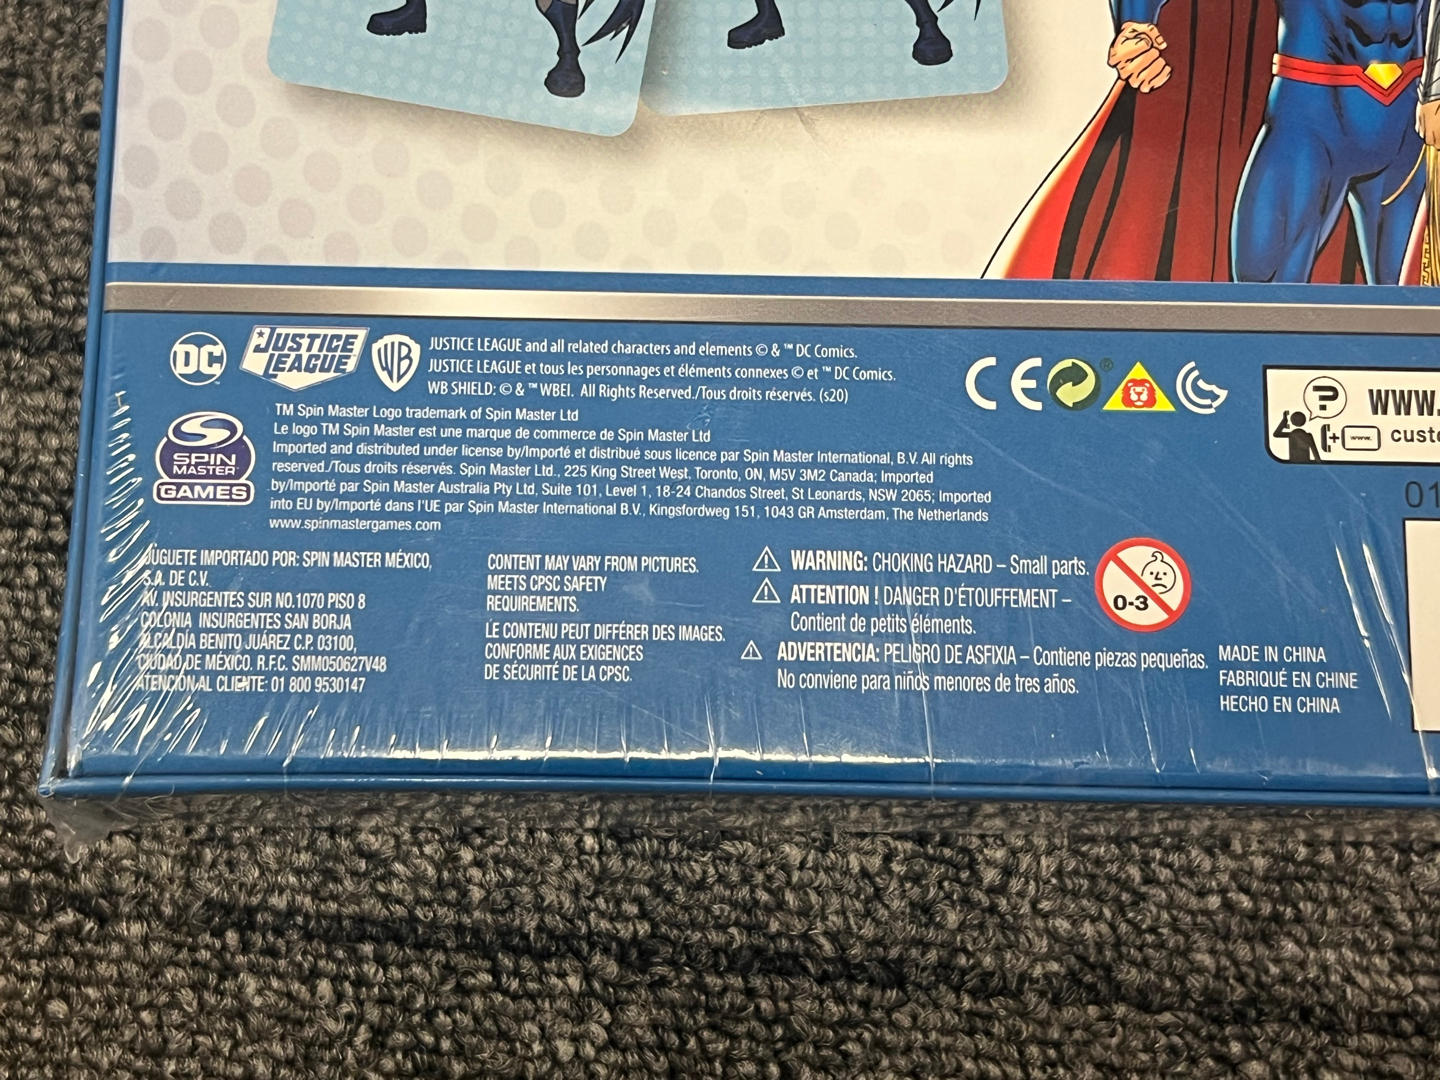 DC
JUSTICE
LEAGUE
WB
JUSTICE LEAGUE and all related characters and elements © & ™ DC Comics.
JUSTICE LEAGUE et tous les personnages et éléments connexes © et ™ DC Comics.
WB SHIELD: © & ™ WBEI. All Rights Reserved./Tous droits réservés. (s20)
SPIN
MASTER
GAMES
TM Spin Master Logo trademark of Spin Master Ltd
Le logo TM Spin Master est une marque de commerce de Spin Master Ltd
Imported and distributed under license by/Importé et distribué sous licence par Spin Master International, B.V. All rights
reserved./Tous droits réservés. Spin Master Ltd., 225 King Street West, Toronto, ON, M5V 3M2 Canada; Imported
by/Importé par Spin Master Australia Pty Ltd, Suite 101, Level 1, 18-24 Chandos Street, St Leonards, NSW 2065; Imported
into EU by/Importé dans l'UE par Spin Master International B.V., Kingsfordweg 151, 1043 GR Amsterdam, The Netherlands
www.spinmastergames.com
CE
?
WWW.
www.
custo
01
JUGUETE IMPORTADO POR: SPIN MASTER MÉXICO,
S.A. DE C.V.
AV. INSURGENTES SUR NO.1070 PISO 8
COLONIA INSURGENTES SAN BORJA
ALCALDÍA BENITO JUÁREZ C.P. 03100,
CIUDAD DE MÉXICO. R.F.C. SMM050627V48
ATENCIÓN AL CLIENTE: 01 800 9530147
CONTENT MAY VARY FROM PICTURES.
MEETS CPSC SAFETY
REQUIREMENTS.
LE CONTENU PEUT DIFFÉRER DES IMAGES.
CONFORME AUX EXIGENCES
DE SÉCURITÉ DE LA CPSC.
WARNING: CHOKING HAZARD – Small parts.
ATTENTION ! DANGER D'ÉTOUFFEMENT –
Contient de petits éléments.
ADVERTENCIA: PELIGRO DE ASFIXIA – Contiene piezas pequeñas.
No conviene para niños menores de tres años.
0-3
MADE IN CHINA
FABRIQUÉ EN CHINE
HECHO EN CHINA